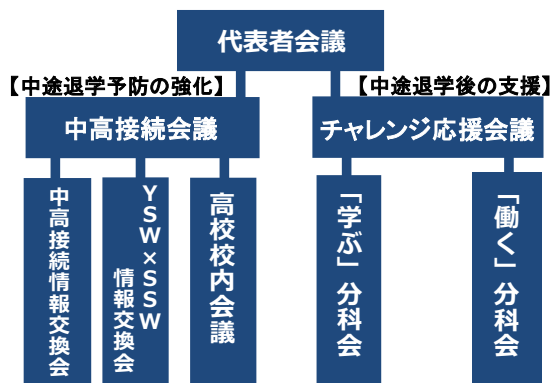 代表者会議
【中途退学予防の強化】
【中途退学後の支援】
中高接続会議
チャレンジ応援会議
中高接続情報交換会
YSW×SSW
情報交換会
高校校内会議
「学ぶ」分科会
「働く」分科会